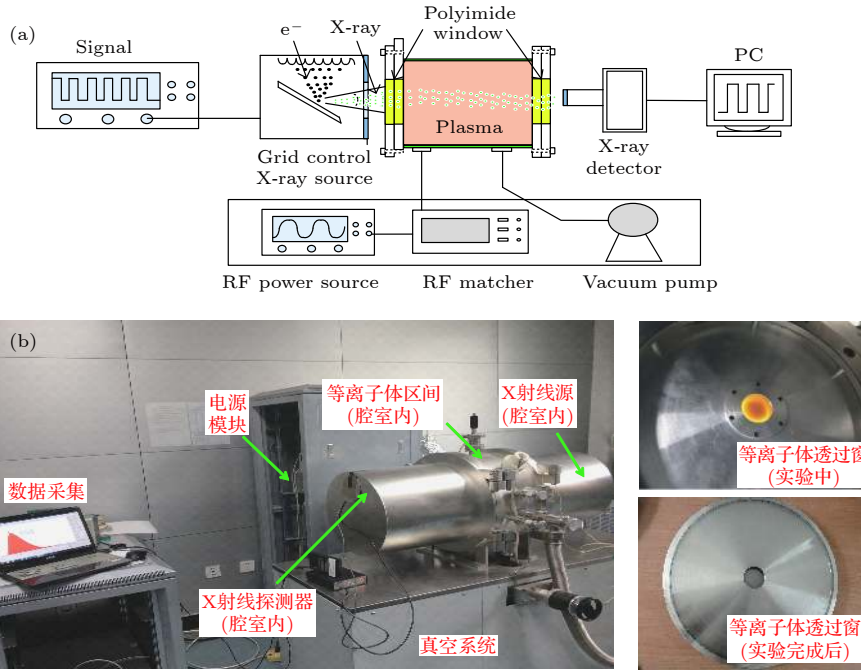 (a)
Signal
e⁻
X-ray
Polyimide
window
PC
Plasma
Grid control
X-ray source
X-ray
detector
RF power source
RF matcher
Vacuum pump
(b)
电源
模块
等离子体区间
(腔室内)
X射线源
(腔室内)
数据采集
X射线探测器
(腔室内)
真空系统
等离子体透过窗
(实验中)
等离子体透过窗
(实验完成后)